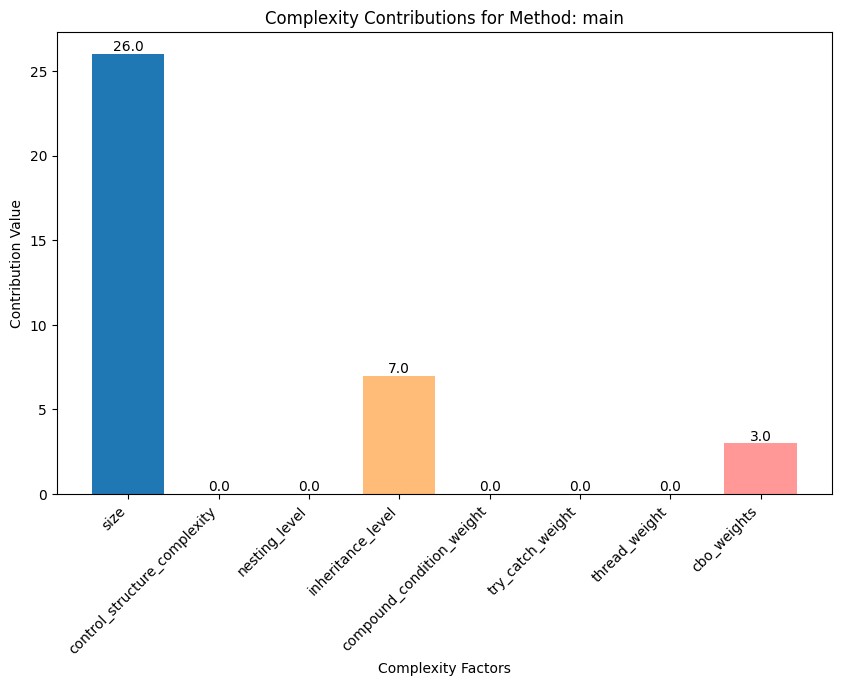 Complexity Contributions for Method: main
Contribution Value
25
20
15
10
5
0
26.0
0.0
0.0
7.0
0.0
0.0
0.0
3.0
size
control_structure_complexity
nesting_level
inheritance_level
compound_condition_weight
try_catch_weight
thread_weight
cbo_weights
Complexity Factors